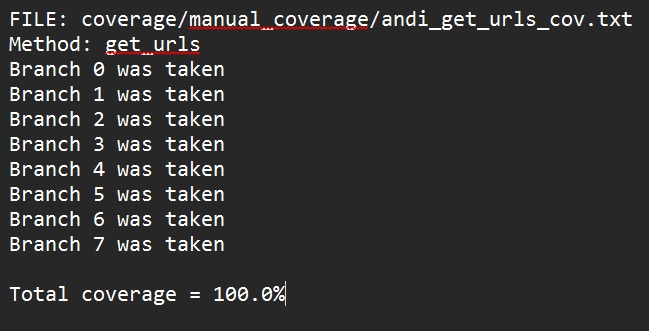 FILE: coverage/manual_coverage/andi_get_urls_cov.txt
Method: get_urls
Branch 0 was taken
Branch 1 was taken
Branch 2 was taken
Branch 3 was taken
Branch 4 was taken
Branch 5 was taken
Branch 6 was taken
Branch 7 was taken
Total coverage = 100.0%